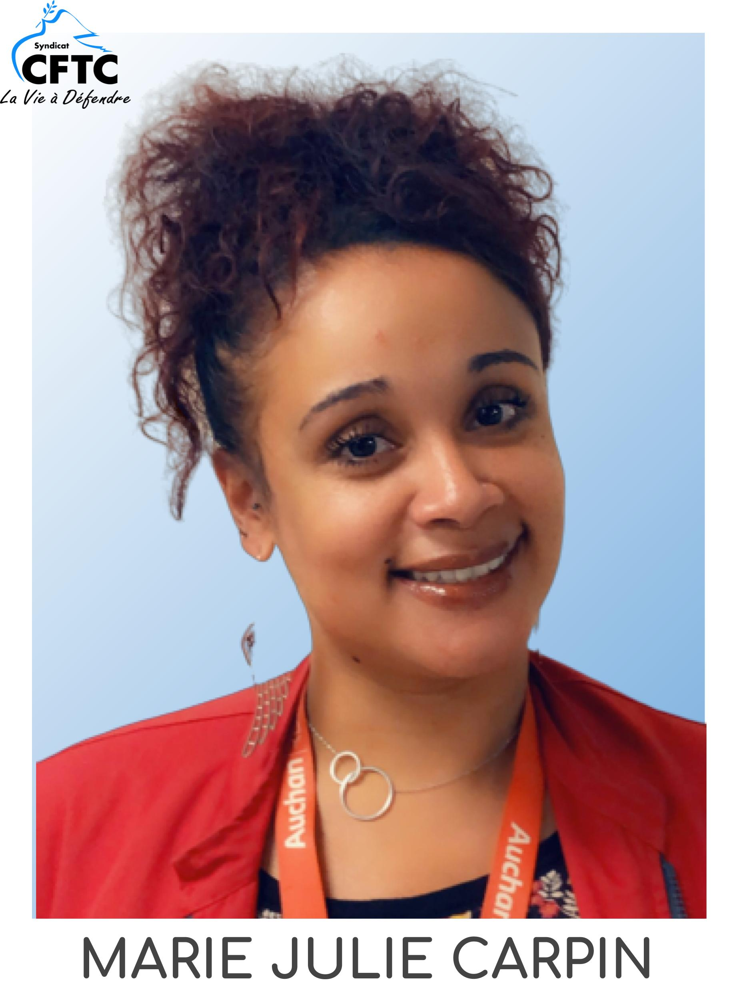 Syndicat
CFTC
La Vie à Défendre
Auchan
Auchan
MARIE JULIE CARPIN